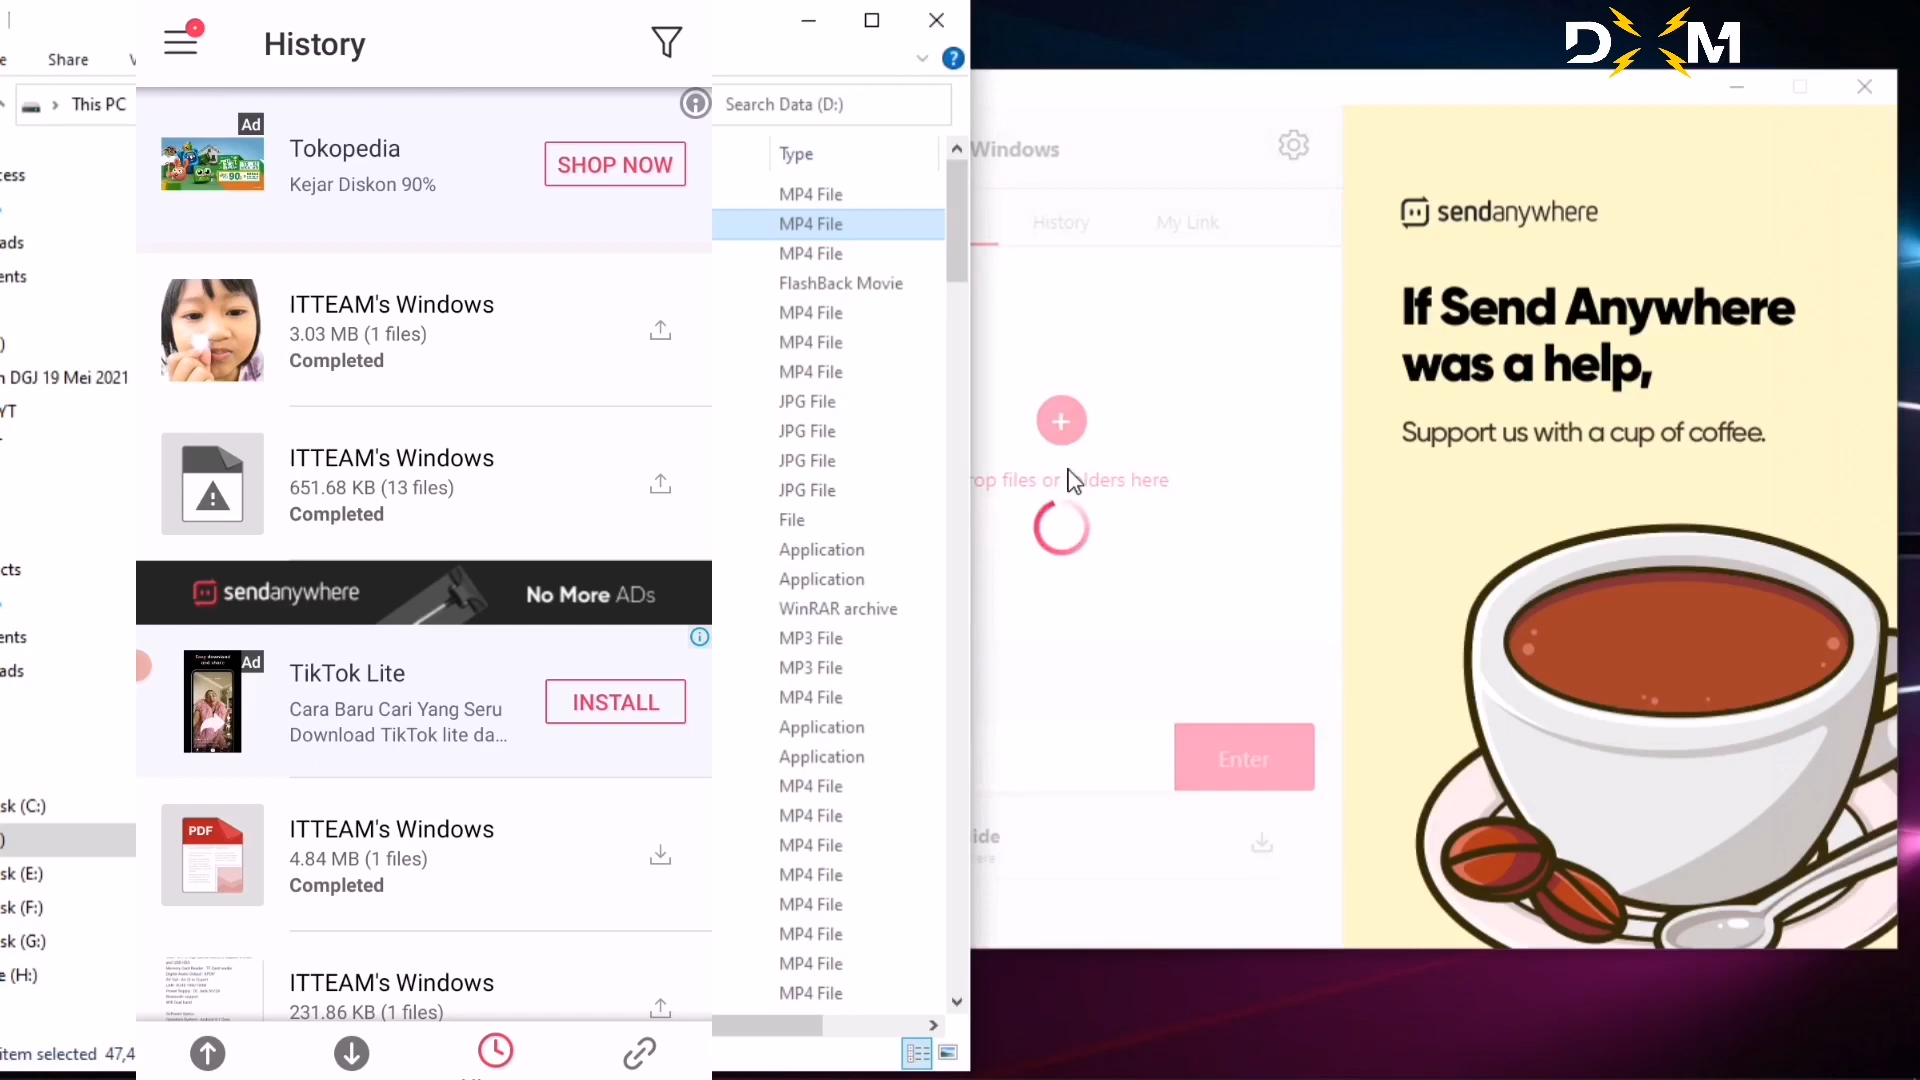 History
Ad
Tokopedia
Kejar Diskon 90%
SHOP NOW
ITTEAM's Windows
3.03 MB (1 files)
Completed
ITTEAM's Windows
651.68 KB (13 files)
Completed
sendanywhere
No More ADs
Ad
TikTok Lite
Cara Baru Cari Yang Seru
Download TikTok lite da...
INSTALL
PDF
ITTEAM's Windows
4.84 MB (1 files)
Completed
ITTEAM's Windows
231.86 KB (1 files)
Share
This PC
ess
ads
ents
)
n DGJ 19 Mei 2021
YT
cts
ents
ads
sk (C:)
)
sk (E:)
sk (F:)
sk (G:)
e (H:)
item selected 47,4
?
Search Data (D:)
Type
MP4 File
MP4 File
MP4 File
FlashBack Movie
MP4 File
MP4 File
MP4 File
JPG File
JPG File
JPG File
JPG File
File
Application
Application
WinRAR archive
MP3 File
MP3 File
MP4 File
Application
Application
MP4 File
MP4 File
MP4 File
MP4 File
MP4 File
MP4 File
MP4 File
MP4 File
Windows
History
My Link
op files or lders here
Enter
ide
ere
DM
sendanywhere
If Send Anywhere
was a help,
Support us with a cup of coffee.